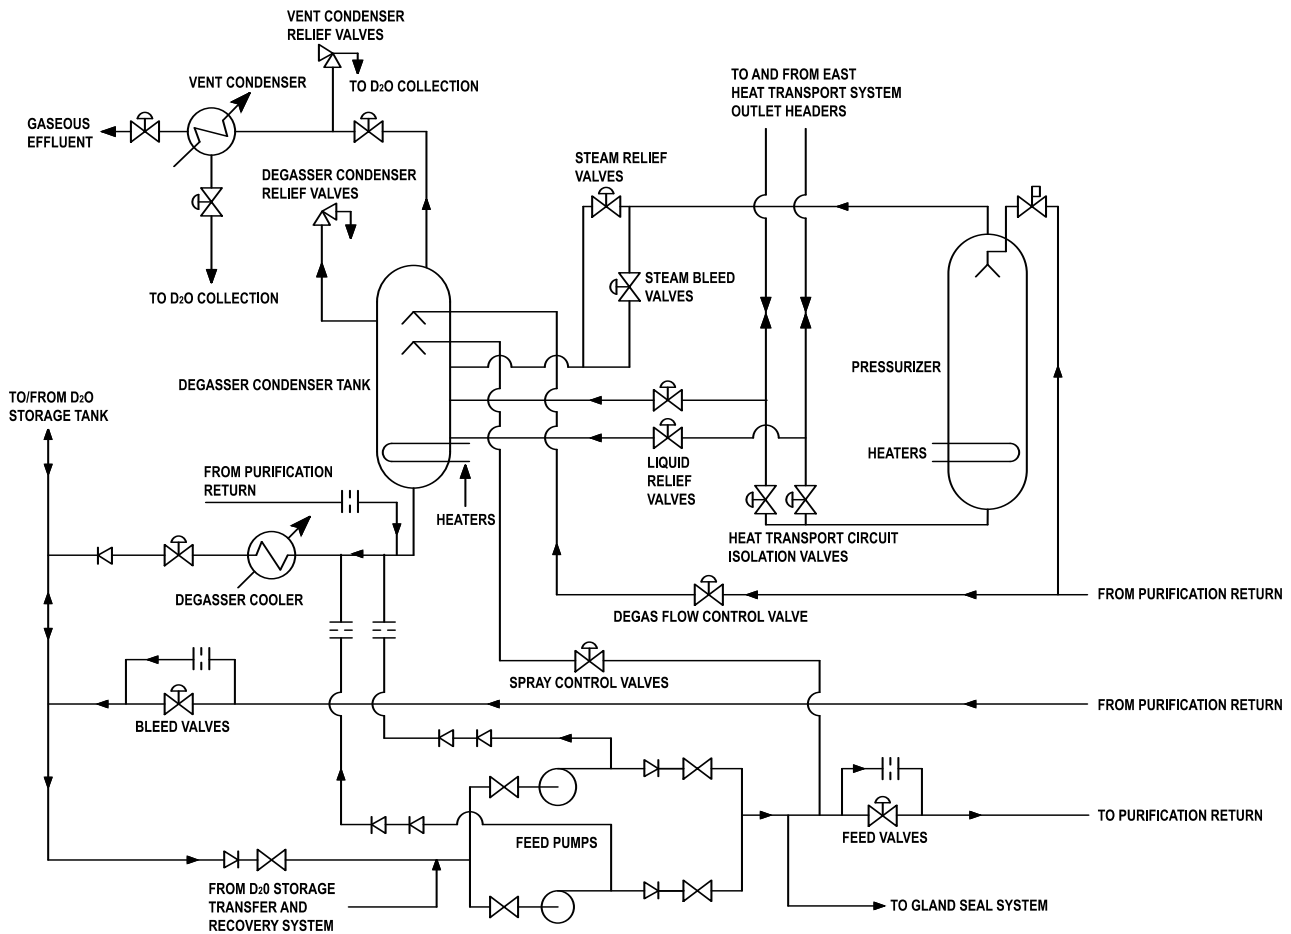 VENT CONDENSER
RELIEF VALVES
VENT CONDENSER
TO D2O COLLECTION
GASEOUS
EFFLUENT
TO AND FROM EAST
HEAT TRANSPORT SYSTEM
OUTLET HEADERS
DEGASSER CONDENSER
RELIEF VALVES
STEAM RELIEF
VALVES
TO D2O COLLECTION
STEAM BLEED
VALVES
DEGASSER CONDENSER TANK
PRESSURIZER
TO/FROM D2O
STORAGE TANK
FROM PURIFICATION
RETURN
HEATERS
LIQUID
RELIEF
VALVES
HEATERS
HEAT TRANSPORT CIRCUIT
ISOLATION VALVES
DEGASSER COOLER
DEGAS FLOW CONTROL VALVE
FROM PURIFICATION RETURN
SPRAY CONTROL VALVES
BLEED VALVES
FROM PURIFICATION RETURN
FEED PUMPS
FEED VALVES
TO PURIFICATION RETURN
FROM D20 STORAGE
TRANSFER AND
RECOVERY SYSTEM
TO GLAND SEAL SYSTEM